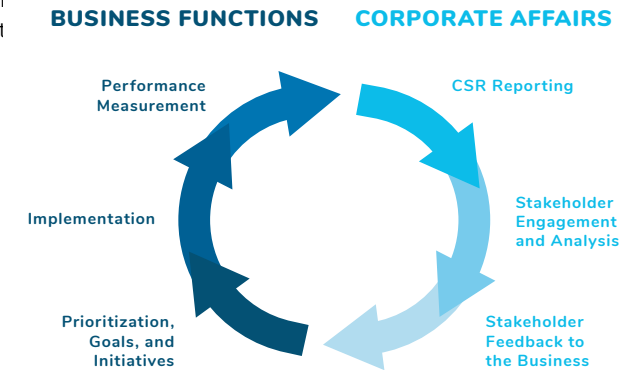 BUSINESS FUNCTIONS
CORPORATE AFFAIRS
Performance
Measurement
CSR Reporting
Implementation
Stakeholder
Engagement
and Analysis
Prioritization,
Goals, and
Initiatives
Stakeholder
Feedback to
the Business